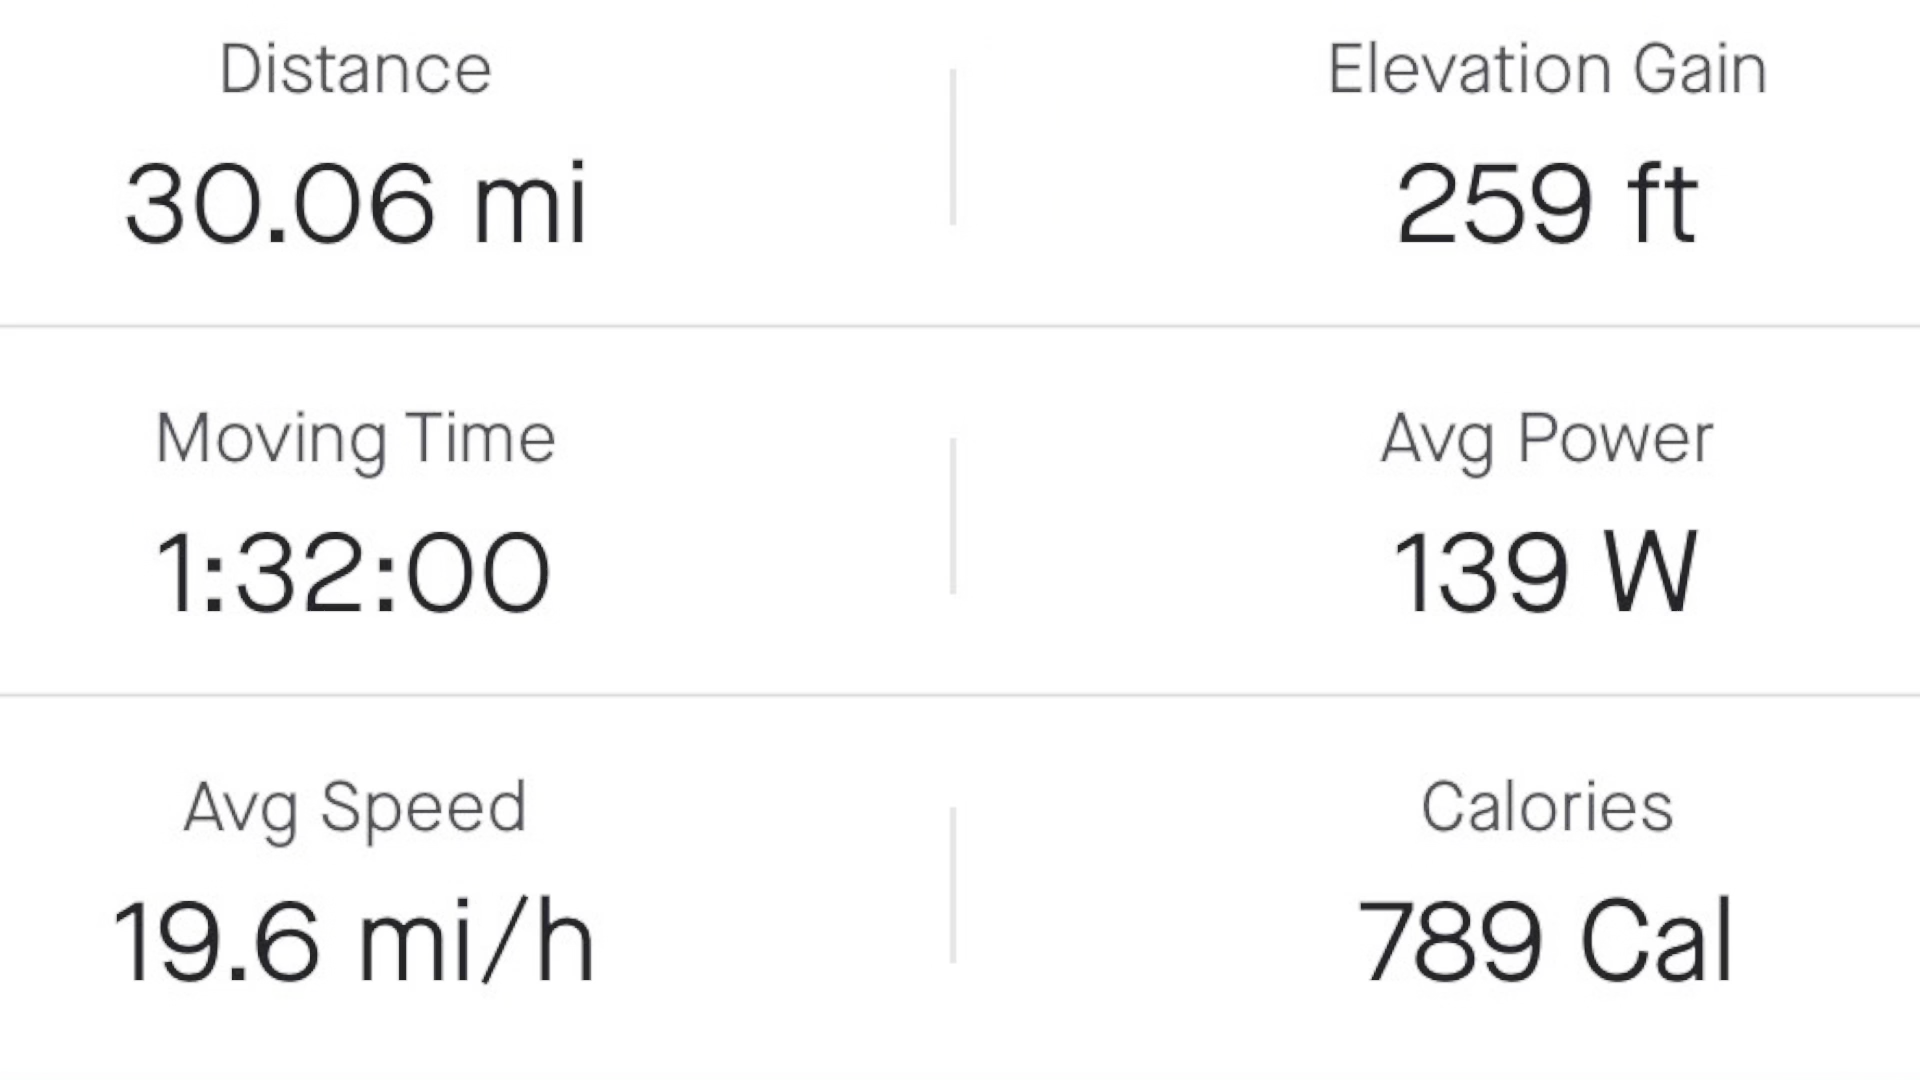 Distance
30.06 mi
Elevation Gain
259 ft
Moving Time
1:32:00
Avg Power
139 W
Avg Speed
19.6 mi/h
Calories
789 Cal